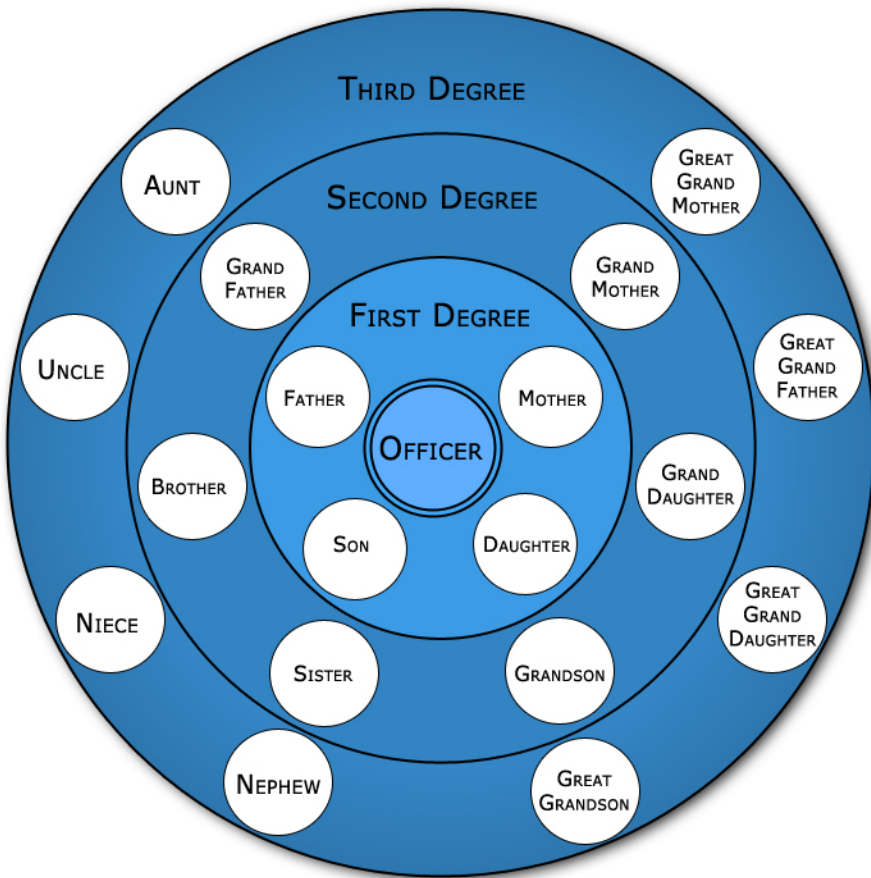 Third Degree
Aunt
Great
Grand
Mother
Second Degree
Grand
Father
Grand
Mother
First Degree
Uncle
Great
Grand
Father
Father
Mother
Officer
Brother
Grand
Daughter
Son
Daughter
Niece
Great
Grand
Daughter
Sister
Grandson
Nephew
Great
Grandson